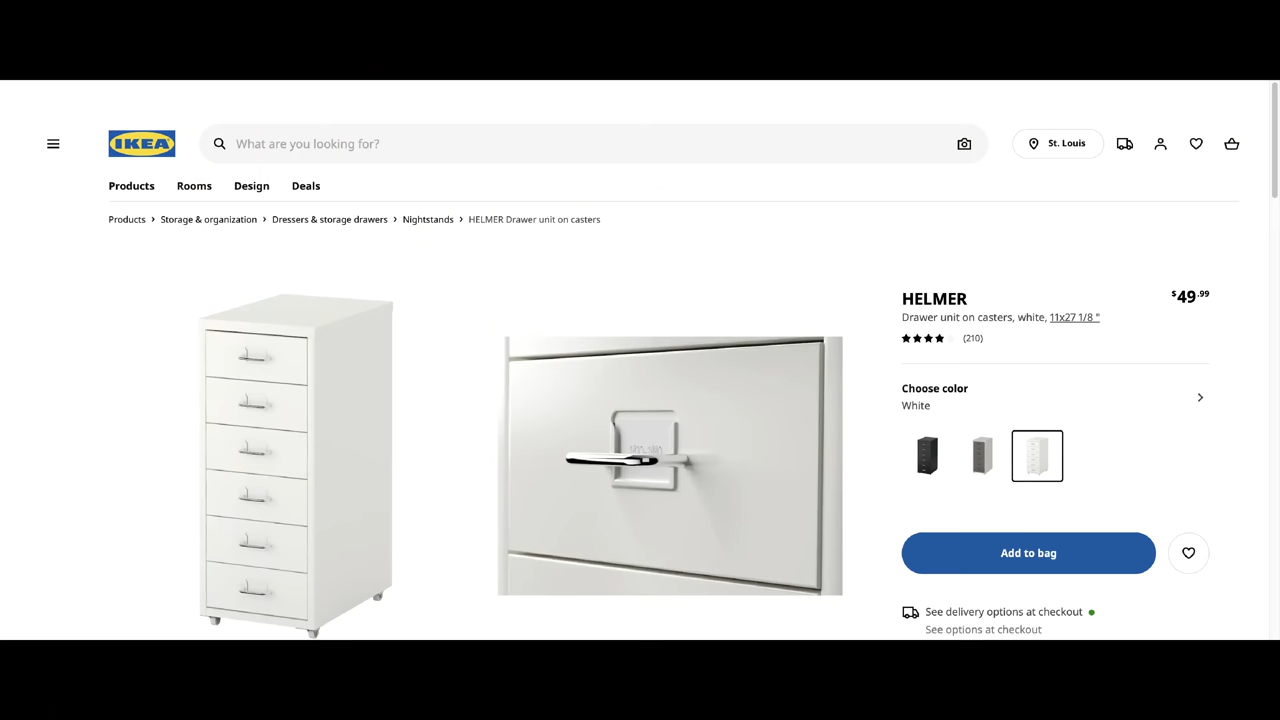 IKEA
What are you looking for?
St. Louis
Products Rooms Design Deals
Products > Storage & organization > Dressers & storage drawers > Nightstands > HELMER Drawer unit on casters
HELMER
$49.99
Drawer unit on casters, white, 11x27 1/8 "
(210)
Choose color
White
Add to bag
See delivery options at checkout
See options at checkout